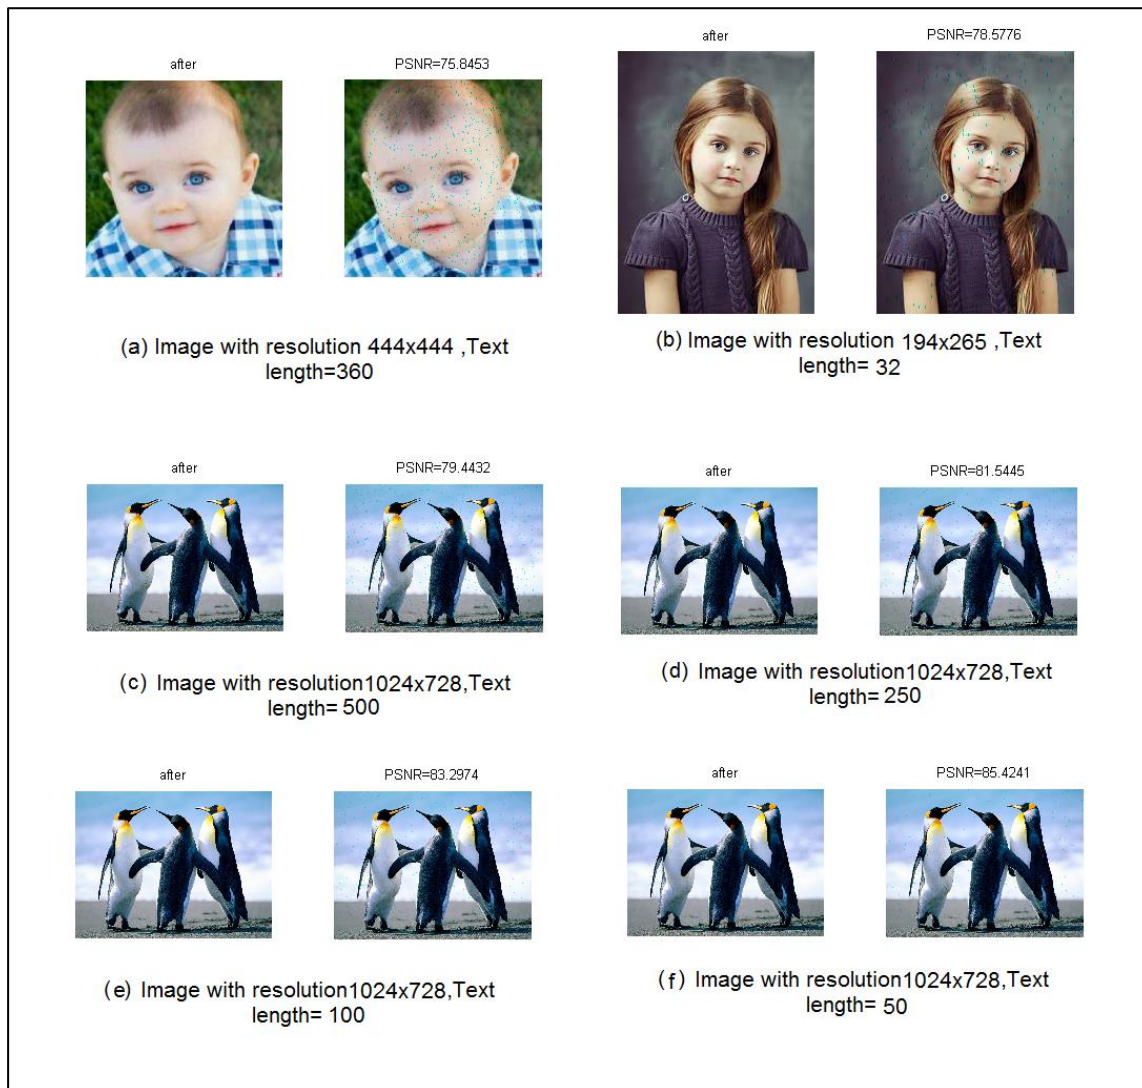 after
PSNR=75.8453
after
PSNR=78.5776
(a) Image with resolution 444x444 ,Text
length=360
(b) Image with resolution 194x265 ,Text
length= 32
after
PSNR=79.4432
after
PSNR=81.5445
(c) Image with resolution1024x728,Text
length= 500
(d) Image with resolution1024x728,Text
length= 250
after
PSNR=83.2974
after
PSNR=85.4241
(e) Image with resolution1024x728,Text
length= 100
(f) Image with resolution1024x728,Text
length= 50